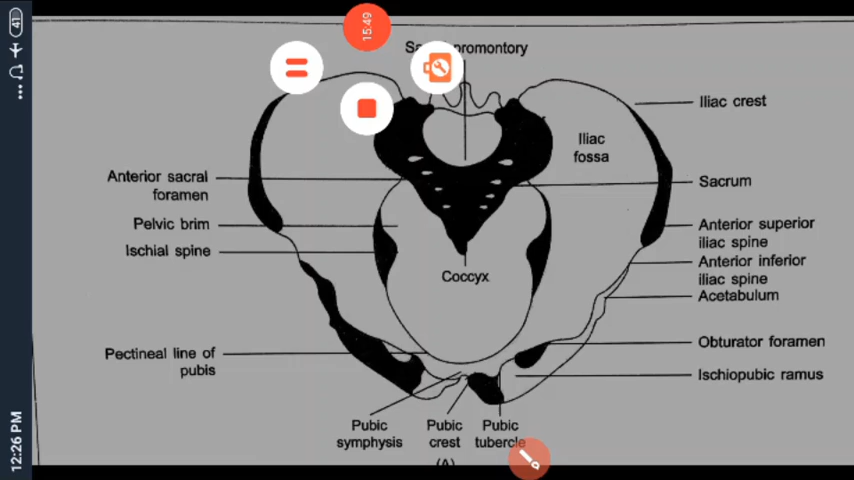 15:49
promontory
Iliac crest
Iliac
fossa
Anterior sacral
foramen
Sacrum
Pelvic brim
Ischial spine
Anterior superior
iliac spine
Anterior inferior
iliac spine
Coccyx
Acetabulum
Obturator foramen
Pectineal line of
pubis
Ischiopubic ramus
Pubic
symphysis
Pubic
crest
Pubic
tubercle
41
12:26 PM